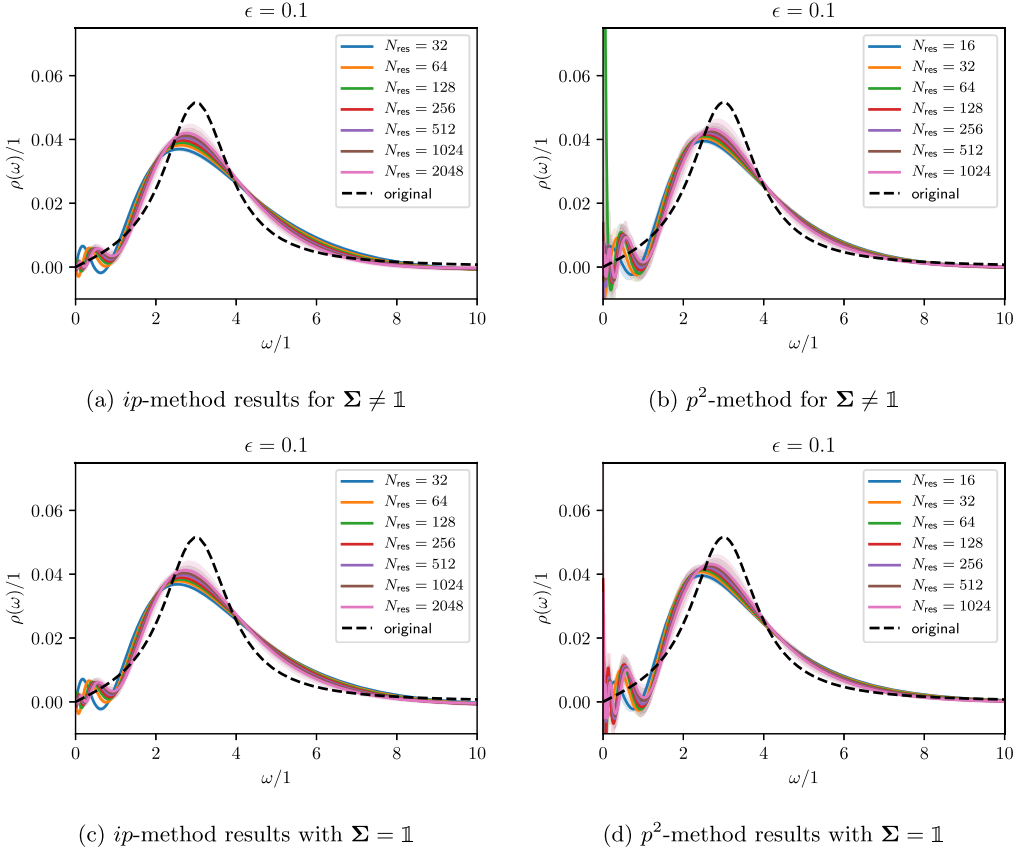 ϵ = 0.1
ρ(ω)/1
0.06
0.04
0.02
0.00
0 2 4 6 8 10
ω/1
N_res = 32
N_res = 64
N_res = 128
N_res = 256
N_res = 512
N_res = 1024
N_res = 2048
original
(a) ip-method results for Σ ≠ 𝟙
ϵ = 0.1
ρ(ω)/1
0.06
0.04
0.02
0.00
0 2 4 6 8 10
ω/1
N_res = 16
N_res = 32
N_res = 64
N_res = 128
N_res = 256
N_res = 512
N_res = 1024
original
(b) p²-method for Σ ≠ 𝟙
ϵ = 0.1
ρ(ω)/1
0.06
0.04
0.02
0.00
0 2 4 6 8 10
ω/1
N_res = 32
N_res = 64
N_res = 128
N_res = 256
N_res = 512
N_res = 1024
N_res = 2048
original
(c) ip-method results with Σ = 𝟙
ϵ = 0.1
ρ(ω)/1
0.06
0.04
0.02
0.00
0 2 4 6 8 10
ω/1
N_res = 16
N_res = 32
N_res = 64
N_res = 128
N_res = 256
N_res = 512
N_res = 1024
original
(d) p²-method results with Σ = 𝟙